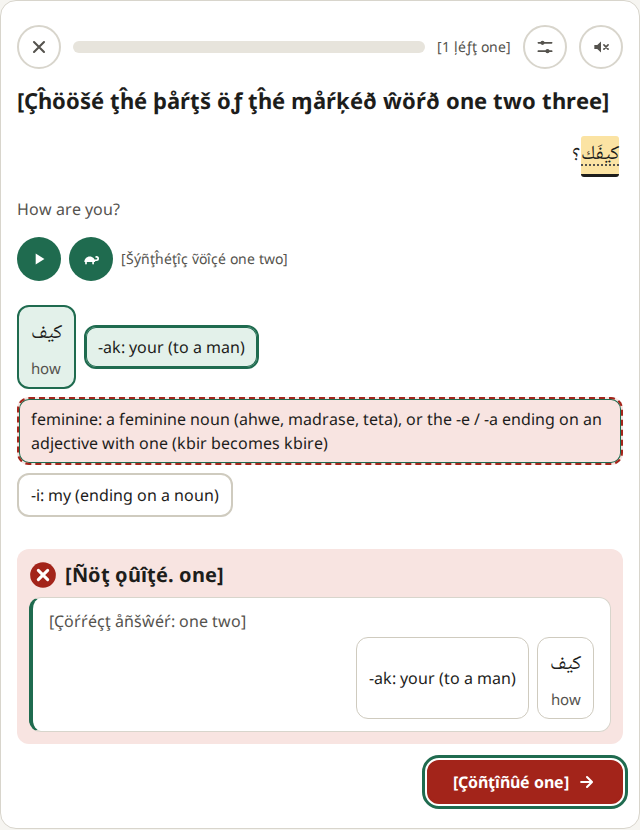 [1 ļéƒţ one]
[Çĥööšé ţĥé þåŕţš öƒ ţĥé ɱåŕķéð ŵöŕð one two three]
كيفَك؟
How are you?
[Šýñţĥéţîç ṽöîçé one two]
كيف
how
-ak: your (to a man)
feminine: a feminine noun (ahwe, madrase, teta), or the -e / -a ending on an
adjective with one (kbir becomes kbire)
-i: my (ending on a noun)
[Ñöţ ǫûîţé. one]
[Çöŕŕéçţ åñšŵéŕ: one two]
كيف
how
-ak: your (to a man)
[Çöñţîñûé one]